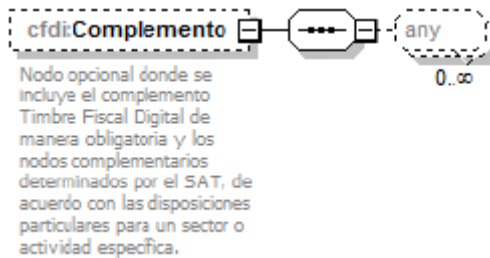 cfdi:Complemento
any
0..∞
Nodo opcional donde se
incluye el complemento
Timbre Fiscal Digital de
manera obligatoria y los
nodos complementarios
determinados por el SAT, de
acuerdo con las disposiciones
particulares para un sector o
actividad específica.